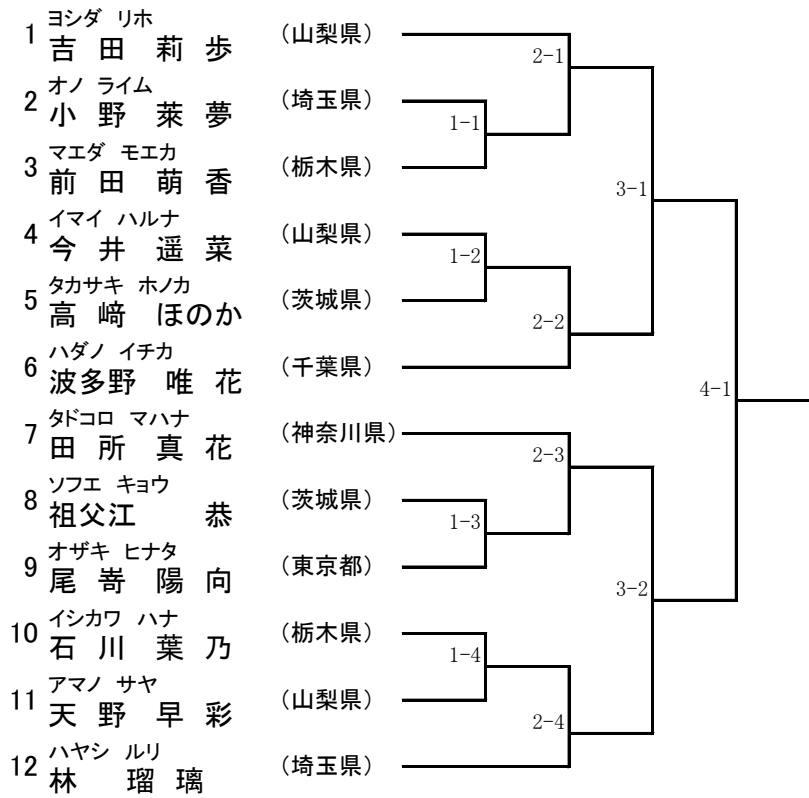 ヨシダ リホ
1 吉田 莉歩 (山梨県)
2-1
オノ ライム
2 小野 萊夢 (埼玉県)
1-1
マエダ モエカ
3 前田 萌香 (栃木県)
3-1
イマイ ハルナ
4 今井 遥菜 (山梨県)
1-2
タカサキ ホノカ
5 高﨑 ほのか (茨城県)
2-2
ハダノ イチカ
6 波多野 唯花 (千葉県)
4-1
タドコロ マハナ
7 田所 真花 (神奈川県)
2-3
ソフエ キョウ
8 祖父江 恭 (茨城県)
1-3
オザキ ヒナタ
9 尾嵜 陽向 (東京都)
3-2
イシカワ ハナ
10 石川 葉乃 (栃木県)
1-4
アマノ サヤ
11 天野 早彩 (山梨県)
2-4
ハヤシ ルリ
12 林 瑠璃 (埼玉県)